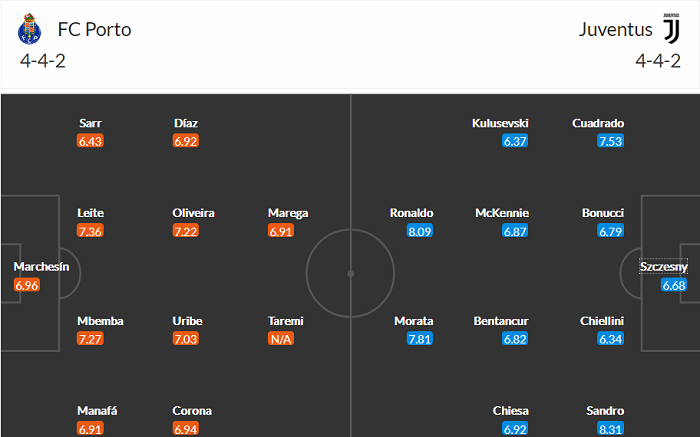 FC Porto
4-4-2
Juventus
4-4-2
Sarr
6.43
Díaz
6.92
Kulusevski
6.37
Cuadrado
7.53
Leite
7.36
Oliveira
7.22
Marega
6.91
Ronaldo
8.09
McKennie
6.87
Bonucci
6.79
Marchesín
6.96
Szczesny
6.68
Mbemba
7.27
Uribe
7.03
Taremi
N/A
Morata
7.81
Bentancur
6.82
Chiellini
6.34
Manafá
6.91
Corona
6.94
Chiesa
6.92
Sandro
8.31